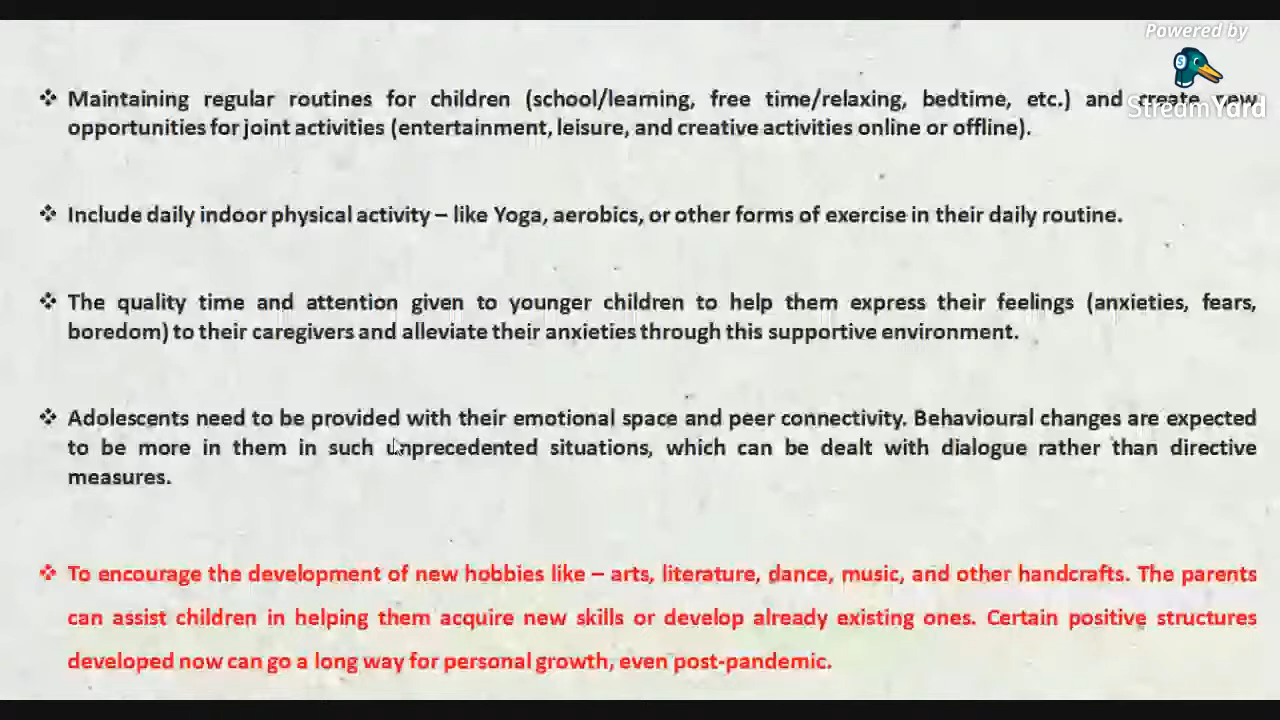 Powered by
StreamYard
❖ Maintaining regular routines for children (school/learning, free time/relaxing, bedtime, etc.) and create new
opportunities for joint activities (entertainment, leisure, and creative activities online or offline).
❖ Include daily indoor physical activity – like Yoga, aerobics, or other forms of exercise in their daily routine.
❖ The quality time and attention given to younger children to help them express their feelings (anxieties, fears,
boredom) to their caregivers and alleviate their anxieties through this supportive environment.
❖ Adolescents need to be provided with their emotional space and peer connectivity. Behavioural changes are expected
to be more in them in such unprecedented situations, which can be dealt with dialogue rather than directive
measures.
❖ To encourage the development of new hobbies like – arts, literature, dance, music, and other handcrafts. The parents
can assist children in helping them acquire new skills or develop already existing ones. Certain positive structures
developed now can go a long way for personal growth, even post-pandemic.